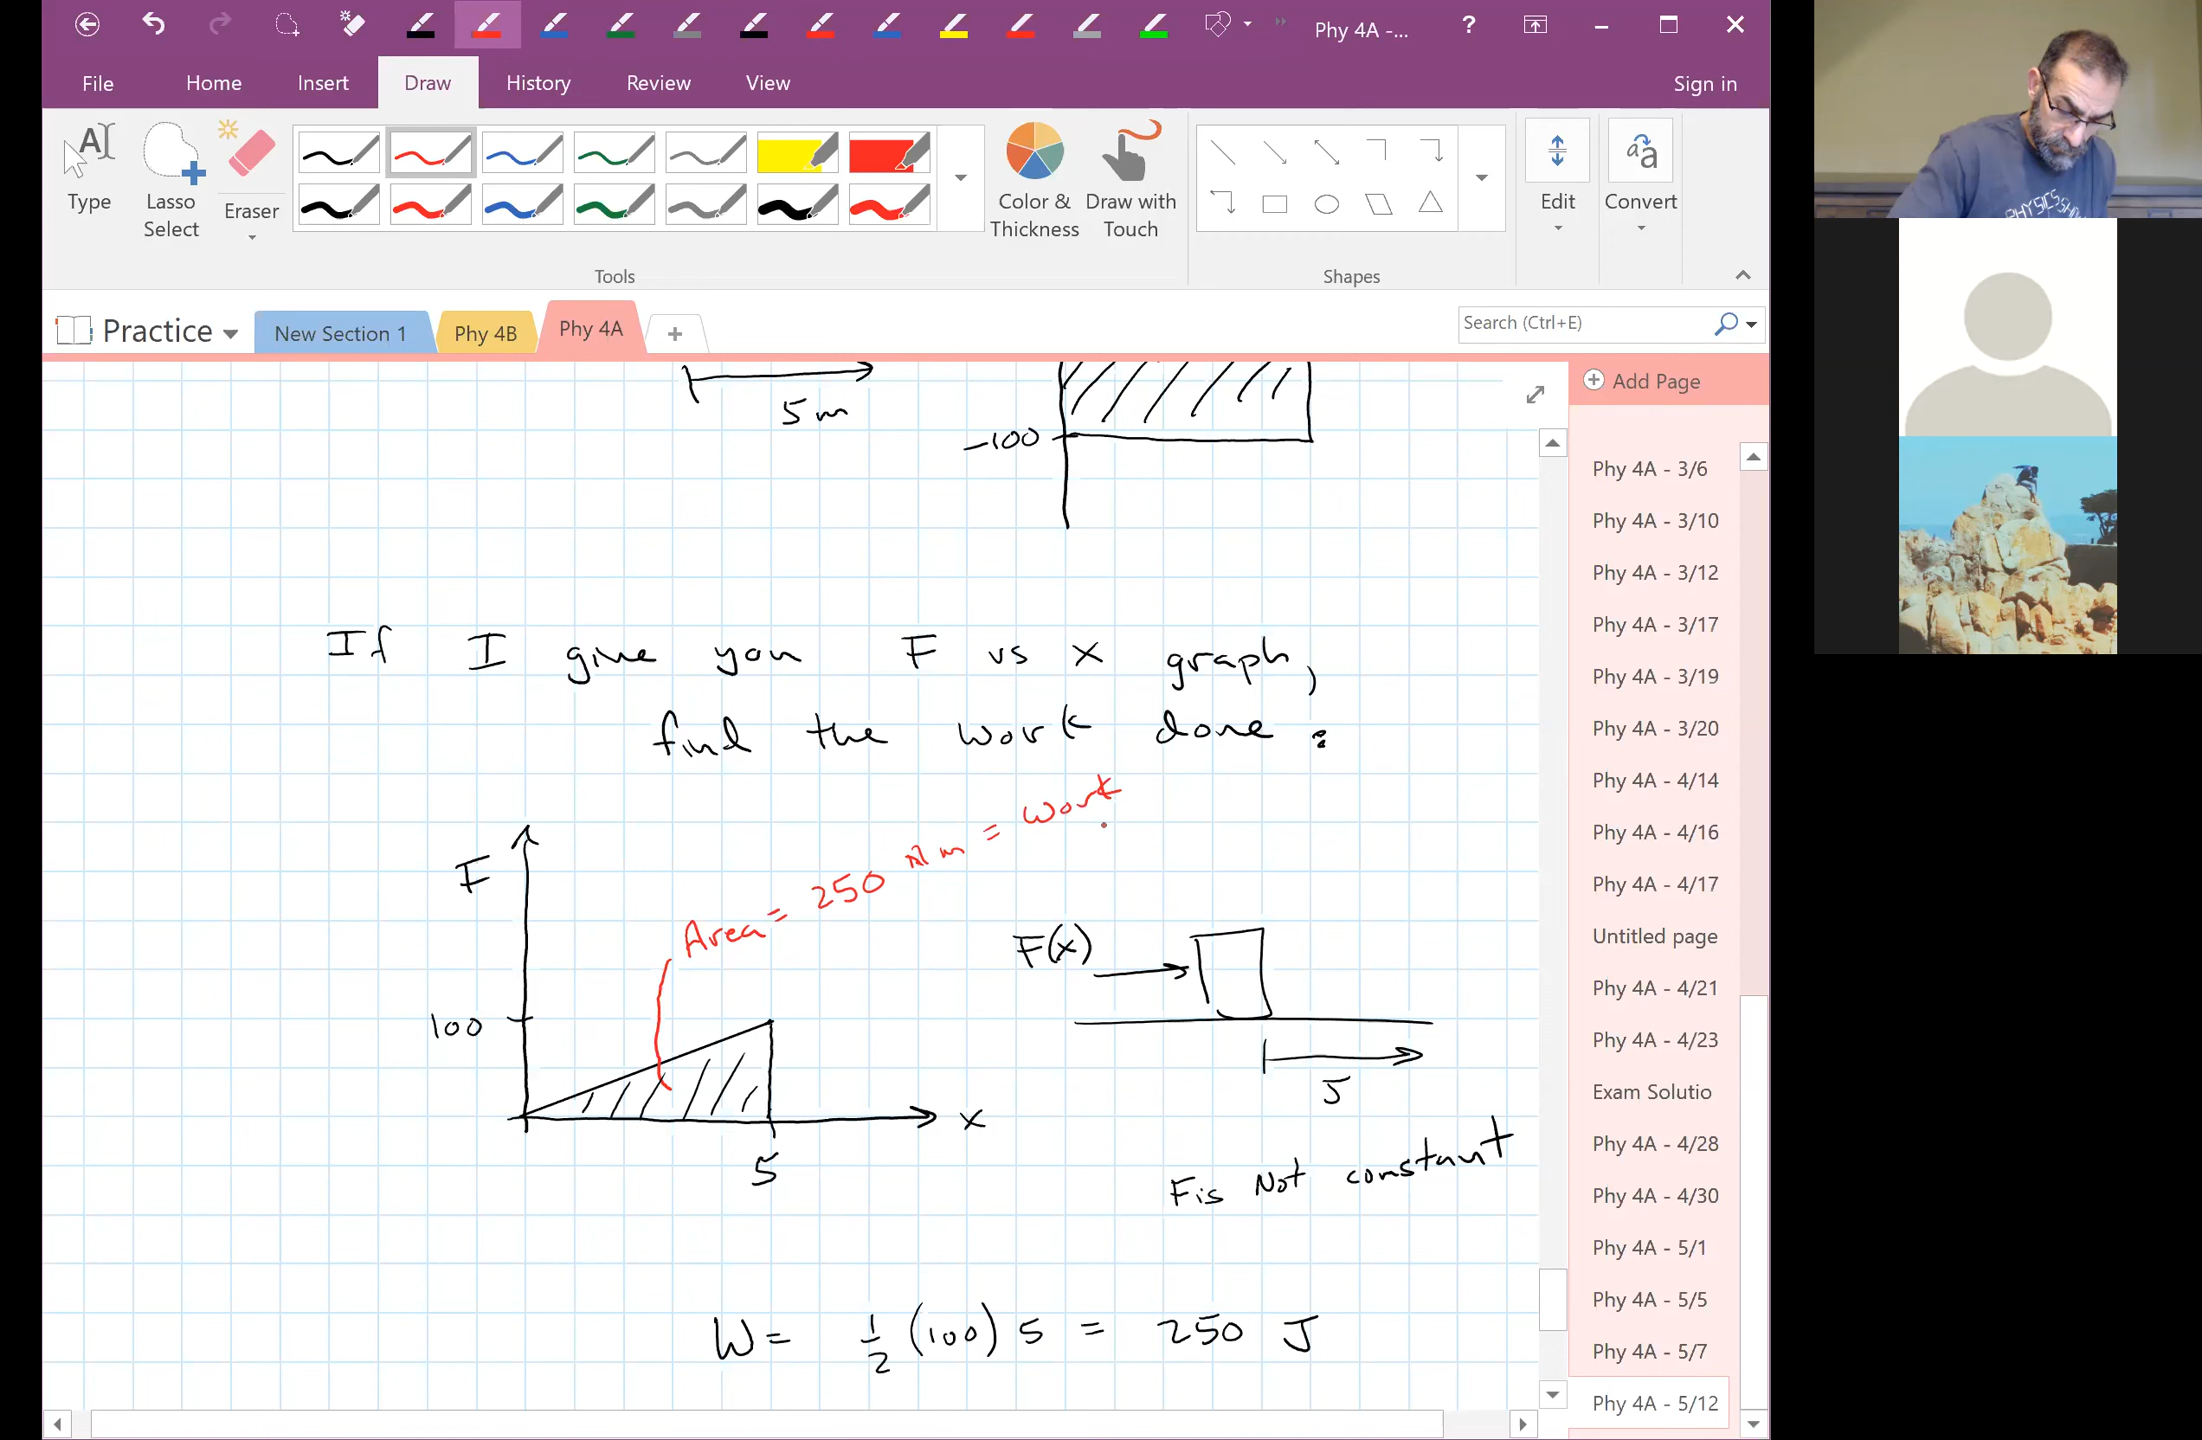 Phy 4A -...
?
File
Home
Insert
Draw
History
Review
View
Sign in
Type
Lasso
Select
Eraser
Color &
Thickness
Draw with
Touch
Edit
Convert
Tools
Shapes
Practice
New Section 1
Phy 4B
Phy 4A
Search (Ctrl+E)
Add Page
Phy 4A - 3/6
Phy 4A - 3/10
Phy 4A - 3/12
Phy 4A - 3/17
Phy 4A - 3/19
Phy 4A - 3/20
Phy 4A - 4/14
Phy 4A - 4/16
Phy 4A - 4/17
Untitled page
Phy 4A - 4/21
Phy 4A - 4/23
Exam Solutio
Phy 4A - 4/28
Phy 4A - 4/30
Phy 4A - 5/1
Phy 4A - 5/5
Phy 4A - 5/7
Phy 4A - 5/12
5 m
-100
If I give you F vs x graph,
find the work done :
Area = 250 N m = work
F
100
5
x
F(x)
5
F is Not constant
W = 1/2 (100) 5 = 250 J
PHYSICS